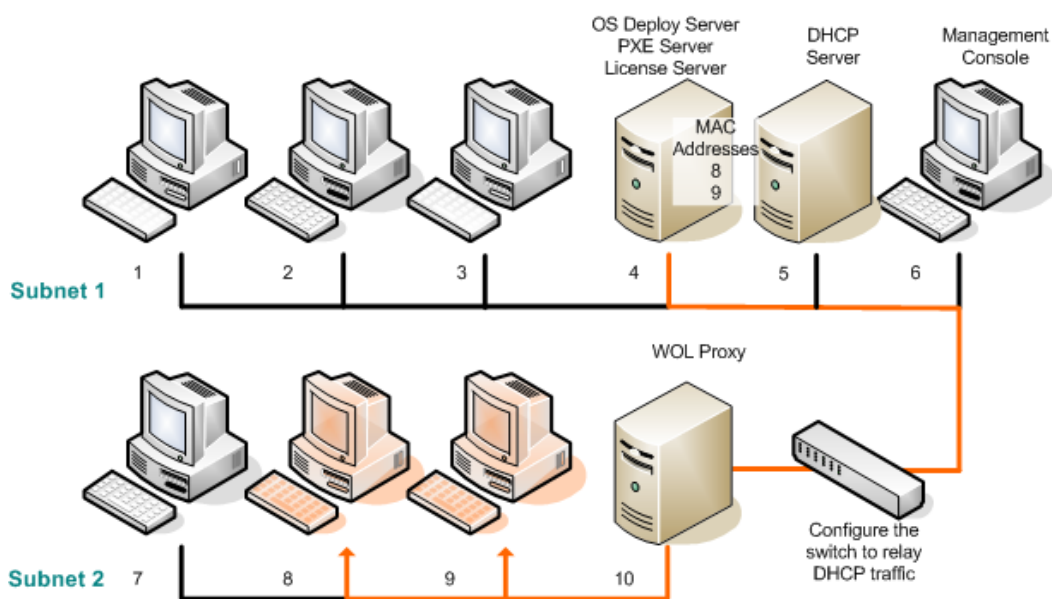 OS Deploy Server
PXE Server
License Server
DHCP
Server
Management
Console
MAC
Addresses
8
9
1
2
3
4
5
6
Subnet 1
WOL Proxy
Configure the
switch to relay
DHCP traffic
Subnet 2
7
8
9
10